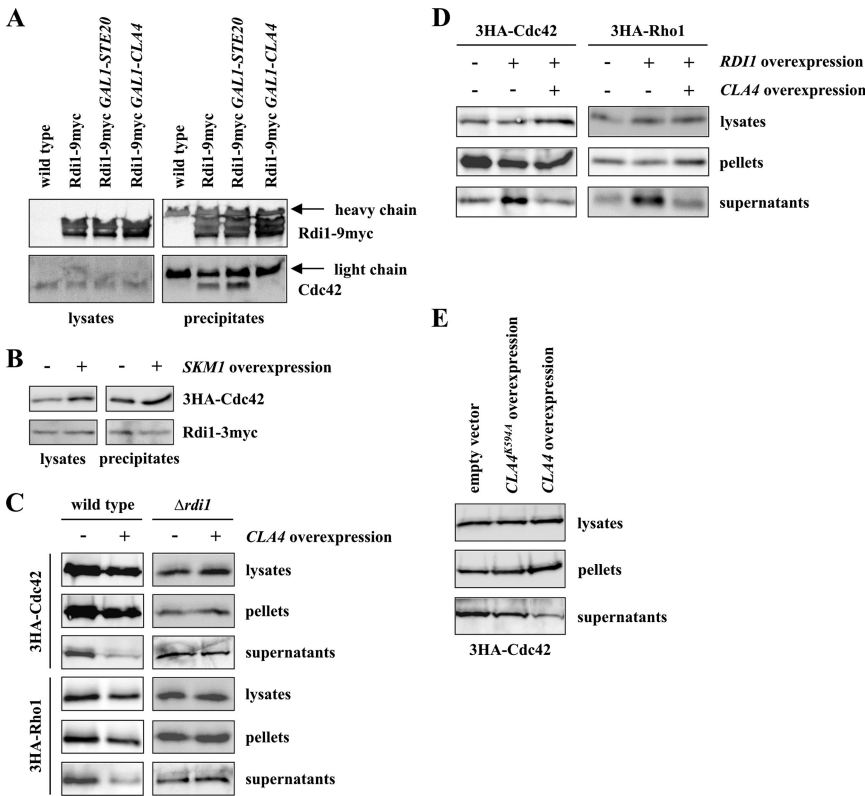 A
wild type
Rdi1-9myc
Rdi1-9myc GAL1-STE20
Rdi1-9myc GAL1-CLA4
wild type
Rdi1-9myc
Rdi1-9myc GAL1-STE20
Rdi1-9myc GAL1-CLA4
heavy chain
Rdi1-9myc
light chain
Cdc42
lysates precipitates
B
- + - + SKM1 overexpression
3HA-Cdc42
Rdi1-3myc
lysates precipitates
C
wild type Δrdi1
- + - + CLA4 overexpression
3HA-Cdc42
lysates
pellets
supernatants
3HA-Rho1
lysates
pellets
supernatants
D
3HA-Cdc42 3HA-Rho1
- + + - + + RDI1 overexpression
- - + - - + CLA4 overexpression
lysates
pellets
supernatants
E
empty vector
CLA4K594A overexpression
CLA4 overexpression
lysates
pellets
supernatants
3HA-Cdc42